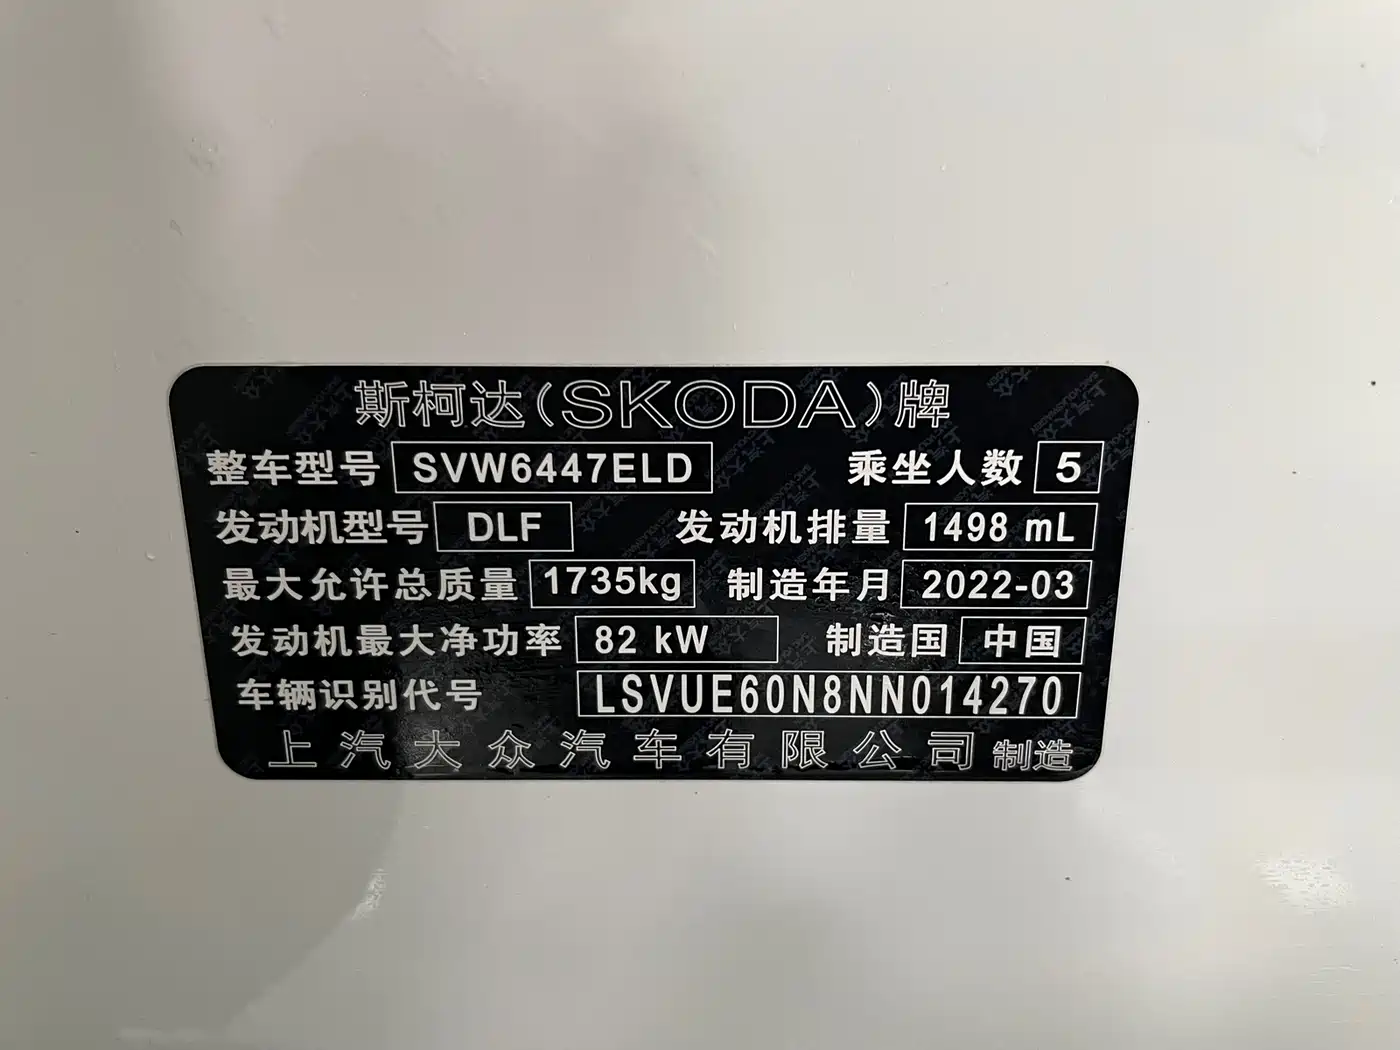 斯柯达(SKODA)牌
整车型号 SVW6447ELD 乘坐人数 5
发动机型号 DLF 发动机排量 1498 mL
最大允许总质量 1735kg 制造年月 2022-03
发动机最大净功率 82 kW 制造国 中国
车辆识别代号 LSVUE60N8NN014270
上汽大众汽车有限公司 制造